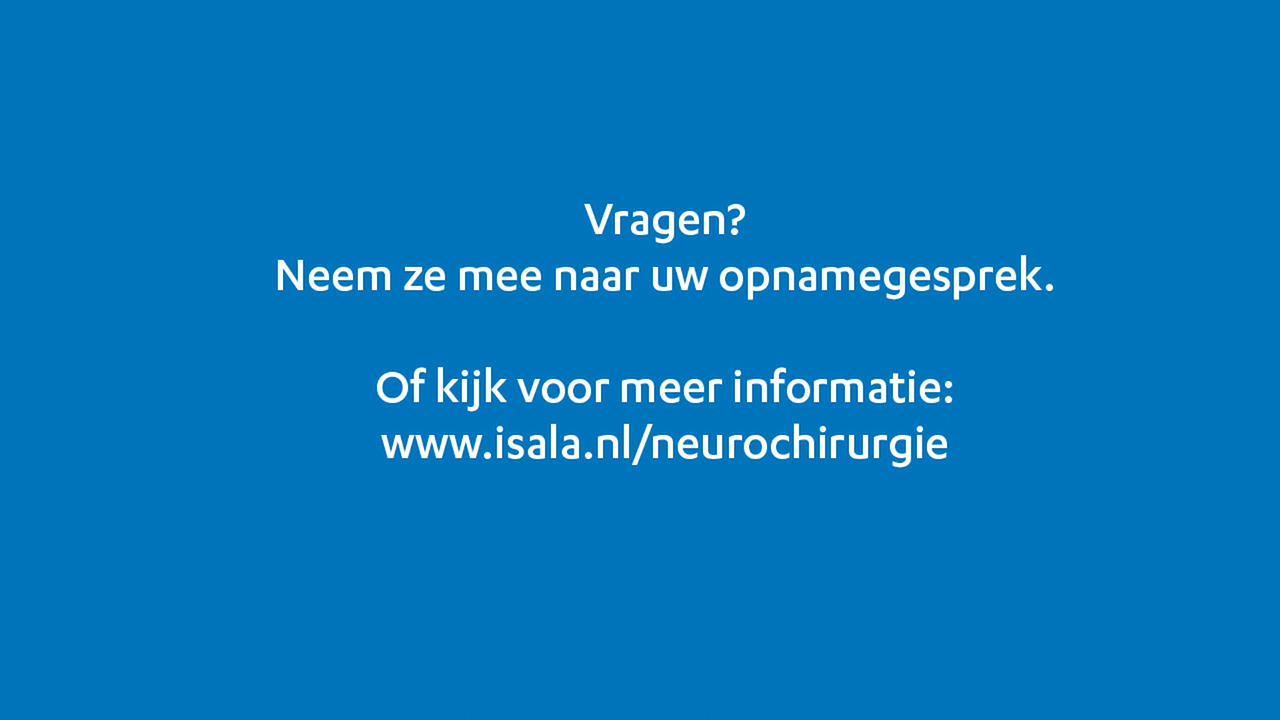 Vragen?
Neem ze mee naar uw opnamegesprek.
Of kijk voor meer informatie:
www.isala.nl/neurochirurgie